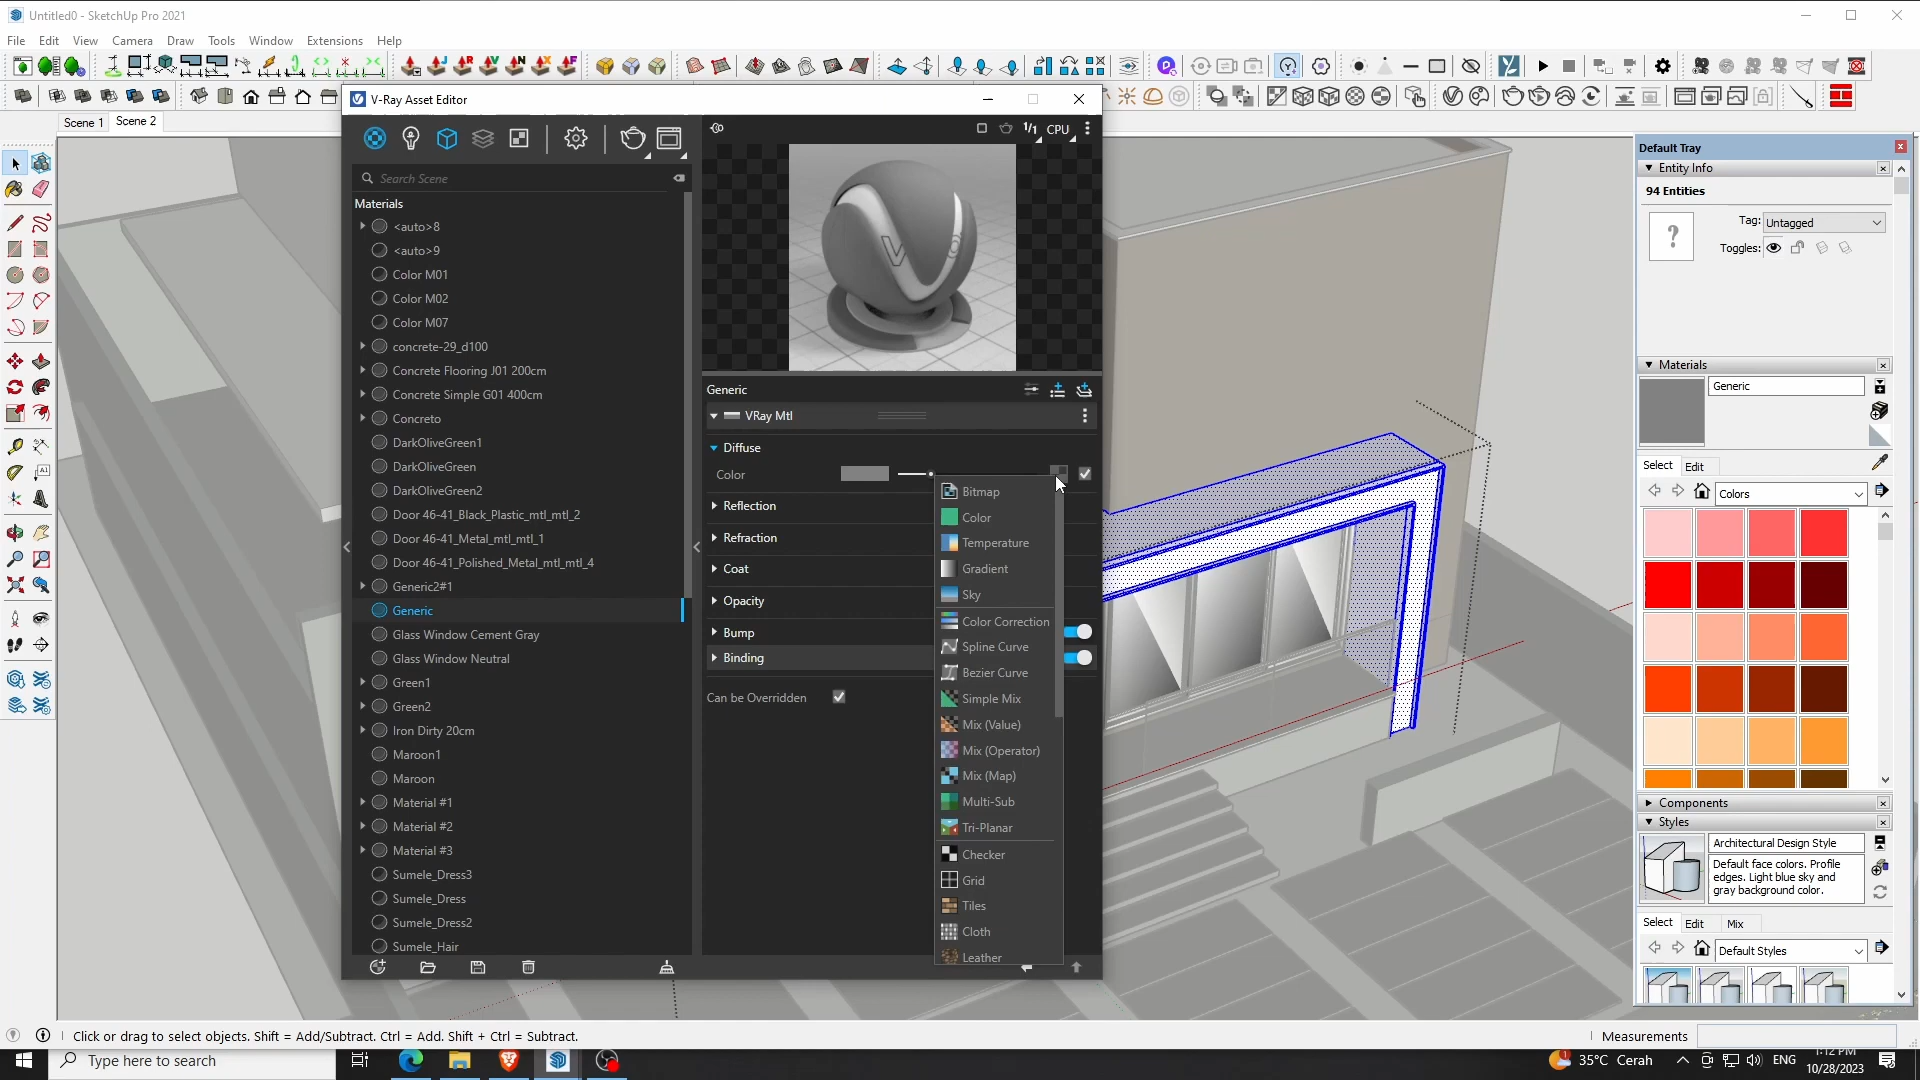 Untitled0 - SketchUp Pro 2021
File Edit View Camera Draw Tools Window Extensions Help
Scene 1 Scene 2
V-Ray Asset Editor
Search Scene
Materials
<auto>8
<auto>9
Color M01
Color M02
Color M07
concrete-29_d100
Concrete Flooring J01 200cm
Concrete Simple G01 400cm
Concreto
DarkOliveGreen1
DarkOliveGreen
DarkOliveGreen2
Door 46-41_Black_Plastic_mtl_mtl_2
Door 46-41_Metal_mtl_mtl_1
Door 46-41_Polished_Metal_mtl_mtl_4
Generic2#1
Generic
Glass Window Cement Gray
Glass Window Neutral
Green1
Green2
Iron Dirty 20cm
Maroon1
Maroon
Material #1
Material #2
Material #3
Sumele_Dress3
Sumele_Dress
Sumele_Dress2
Sumele_Hair
1/1 CPU
Generic
VRay Mtl
Diffuse
Color
Reflection
Refraction
Coat
Opacity
Bump
Binding
Can be Overridden
Bitmap
Color
Temperature
Gradient
Sky
Color Correction
Spline Curve
Bezier Curve
Simple Mix
Mix (Value)
Mix (Operator)
Mix (Map)
Multi-Sub
Tri-Planar
Checker
Grid
Tiles
Cloth
Leather
Default Tray
Entity Info
94 Entities
Tag: Untagged
Toggles:
Materials
Generic
Select Edit
Colors
Components
Styles
Architectural Design Style
Default face colors. Profile
edges. Light blue sky and
gray background color.
Select Edit Mix
Default Styles
Click or drag to select objects. Shift = Add/Subtract. Ctrl = Add. Shift + Ctrl = Subtract.
Measurements
Type here to search
35°C Cerah
ENG
1:12 PM
10/28/2023